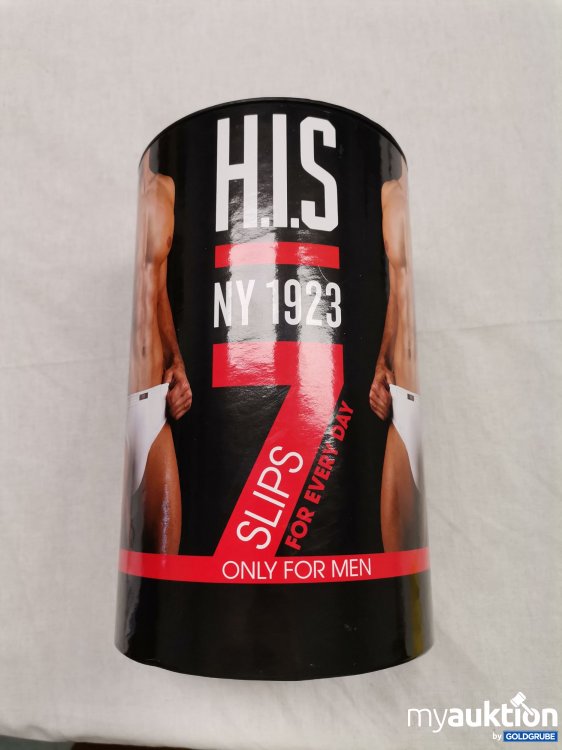 H.I.S
NY 1923
7
SLIPS
FOR EVERY DAY
ONLY FOR MEN
myauktion
by GOLDGRUBE